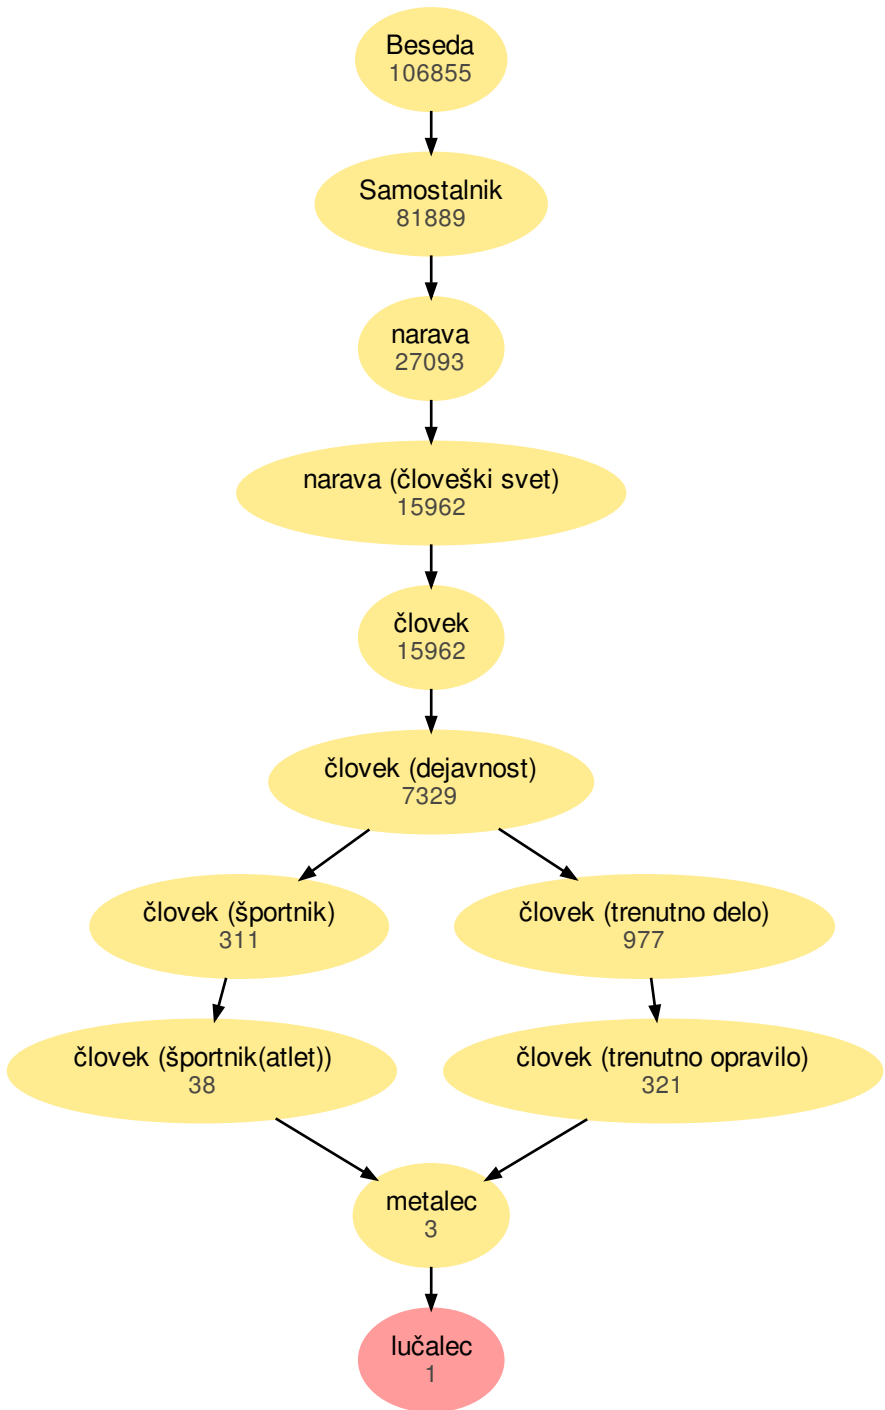 Beseda
106855
Samostalnik
81889
narava
27093
narava (človeški svet)
15962
človek
15962
človek (dejavnost)
7329
človek (športnik)
311
človek (trenutno delo)
977
človek (športnik(atlet))
38
človek (trenutno opravilo)
321
metalec
3
lučalec
1